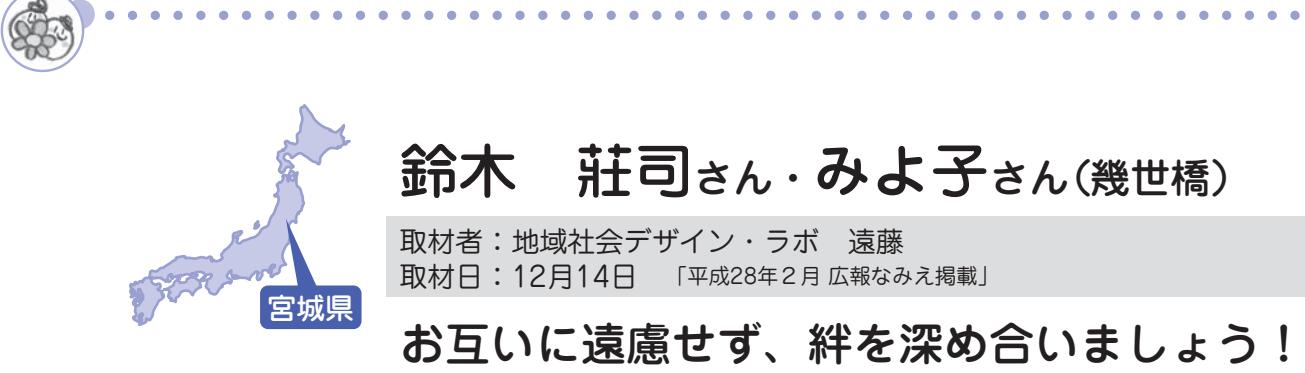 鈴木　莊司さん・みよ子さん（幾世橋）
取材者：地域社会デザイン・ラボ　遠藤
取材日：12月14日　「平成28年２月 広報なみえ掲載」
宮城県
お互いに遠慮せず、絆を深め合いましょう！